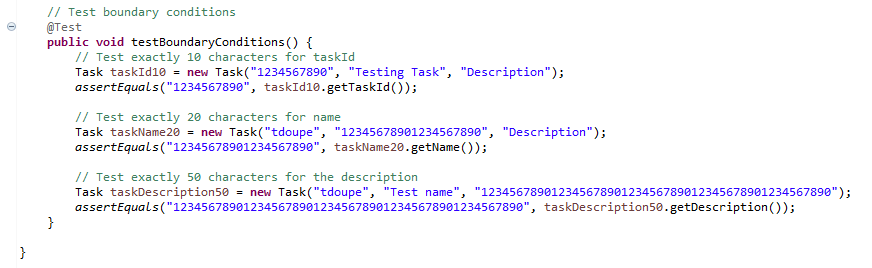 // Test boundary conditions
@Test
public void testBoundaryConditions() {
// Test exactly 10 characters for taskId
Task taskId10 = new Task("1234567890", "Testing Task", "Description");
assertEquals("1234567890", taskId10.getTaskId());
// Test exactly 20 characters for name
Task taskName20 = new Task("tdoupe", "12345678901234567890", "Description");
assertEquals("12345678901234567890", taskName20.getName());
// Test exactly 50 characters for the description
Task taskDescription50 = new Task("tdoupe", "Test name", "12345678901234567890123456789012345678901234567890");
assertEquals("12345678901234567890123456789012345678901234567890", taskDescription50.getDescription());
}
}